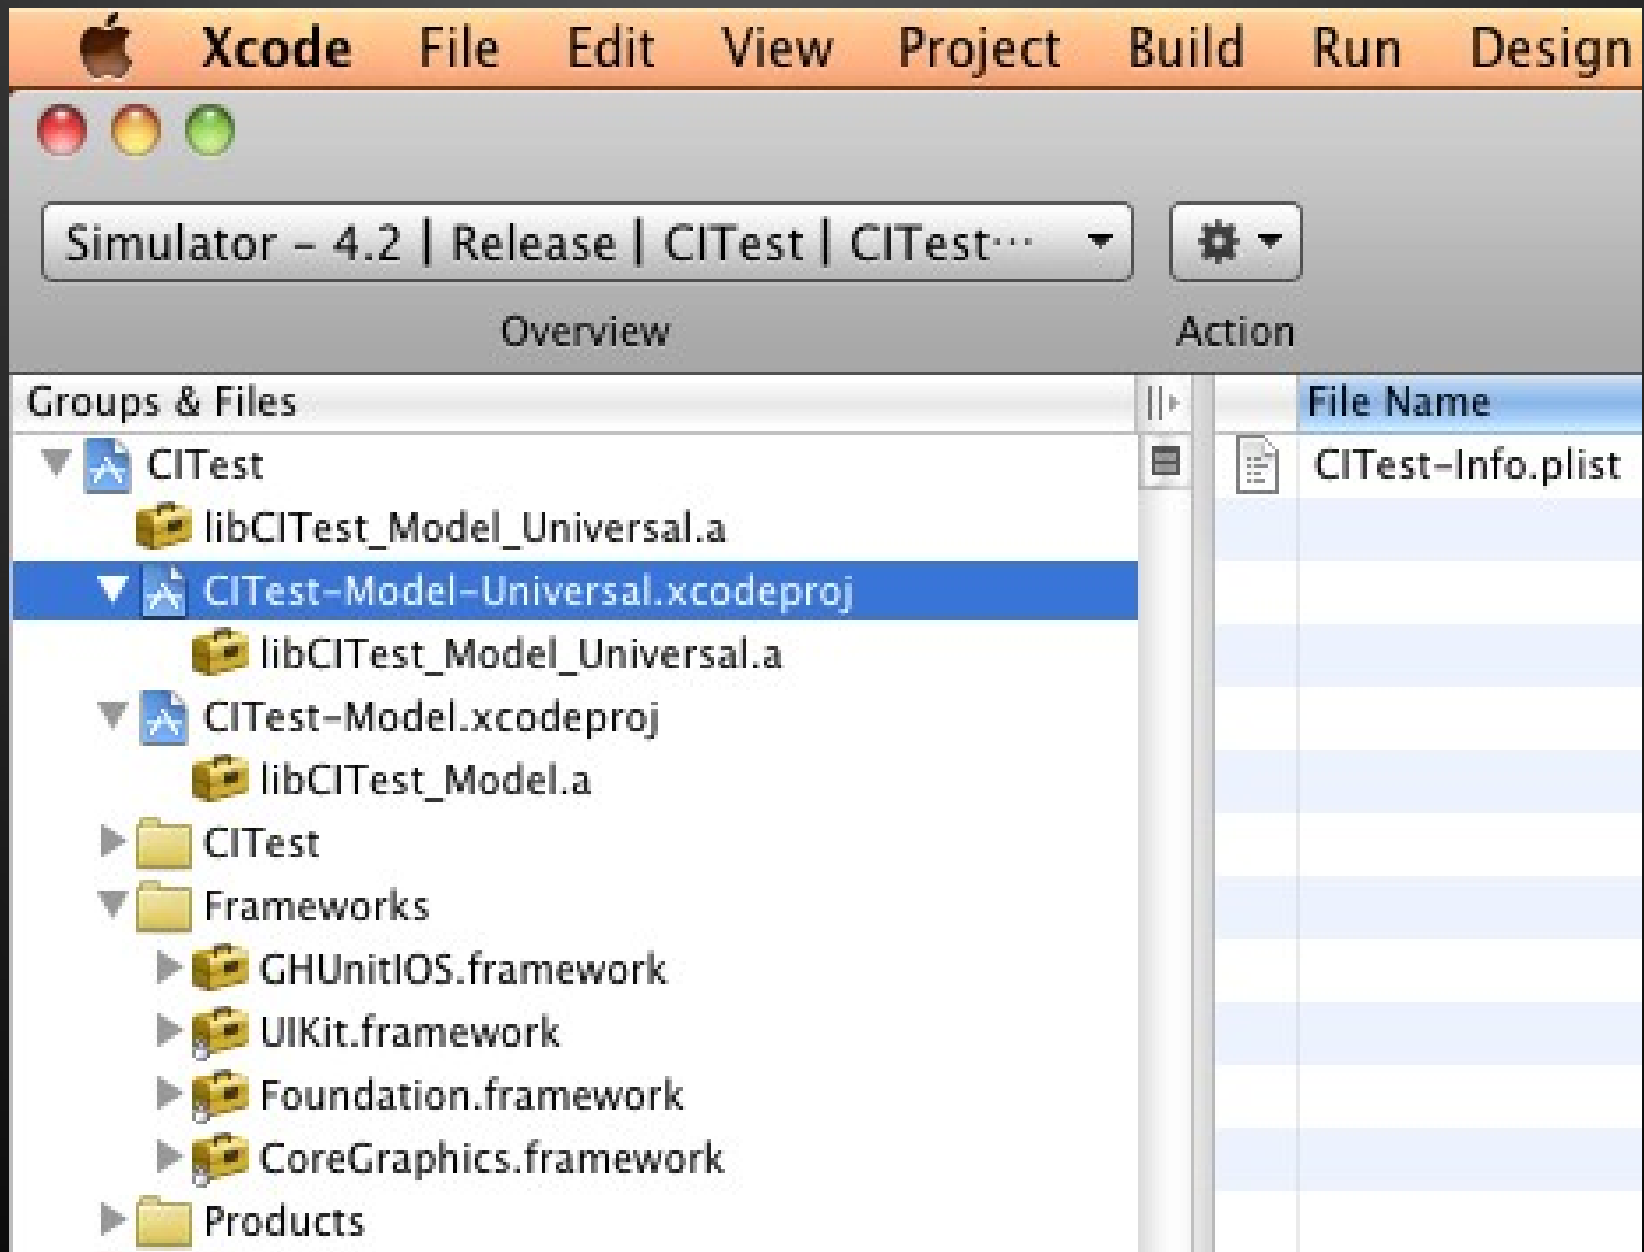 Xcode File Edit View Project Build Run Design
Simulator – 4.2 | Release | CITest | CITest···
Overview Action
Groups & Files File Name
CITest CITest–Info.plist
libCITest_Model_Universal.a
CITest–Model–Universal.xcodeproj
libCITest_Model_Universal.a
CITest–Model.xcodeproj
libCITest_Model.a
CITest
Frameworks
GHUnitIOS.framework
UIKit.framework
Foundation.framework
CoreGraphics.framework
Products